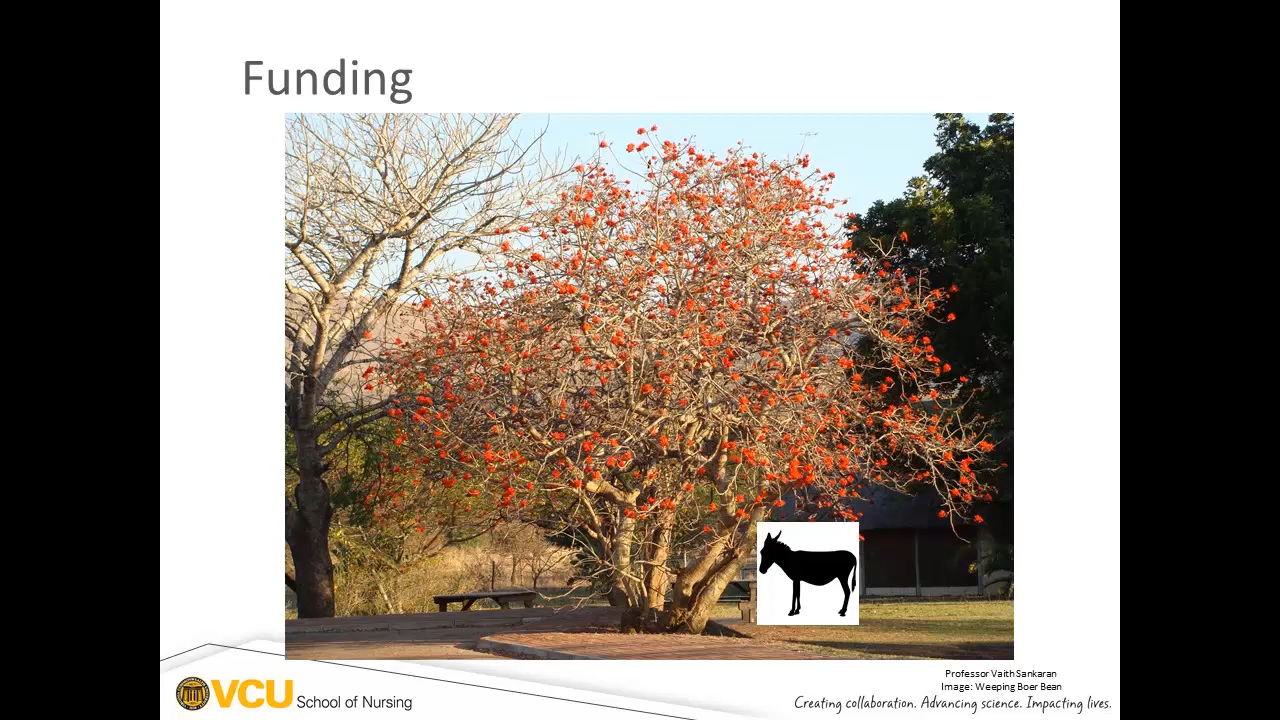 Funding
Professor Vaith Sankaran
Image: Weeping Boer Bean
VCU School of Nursing
Creating collaboration. Advancing science. Impacting lives.